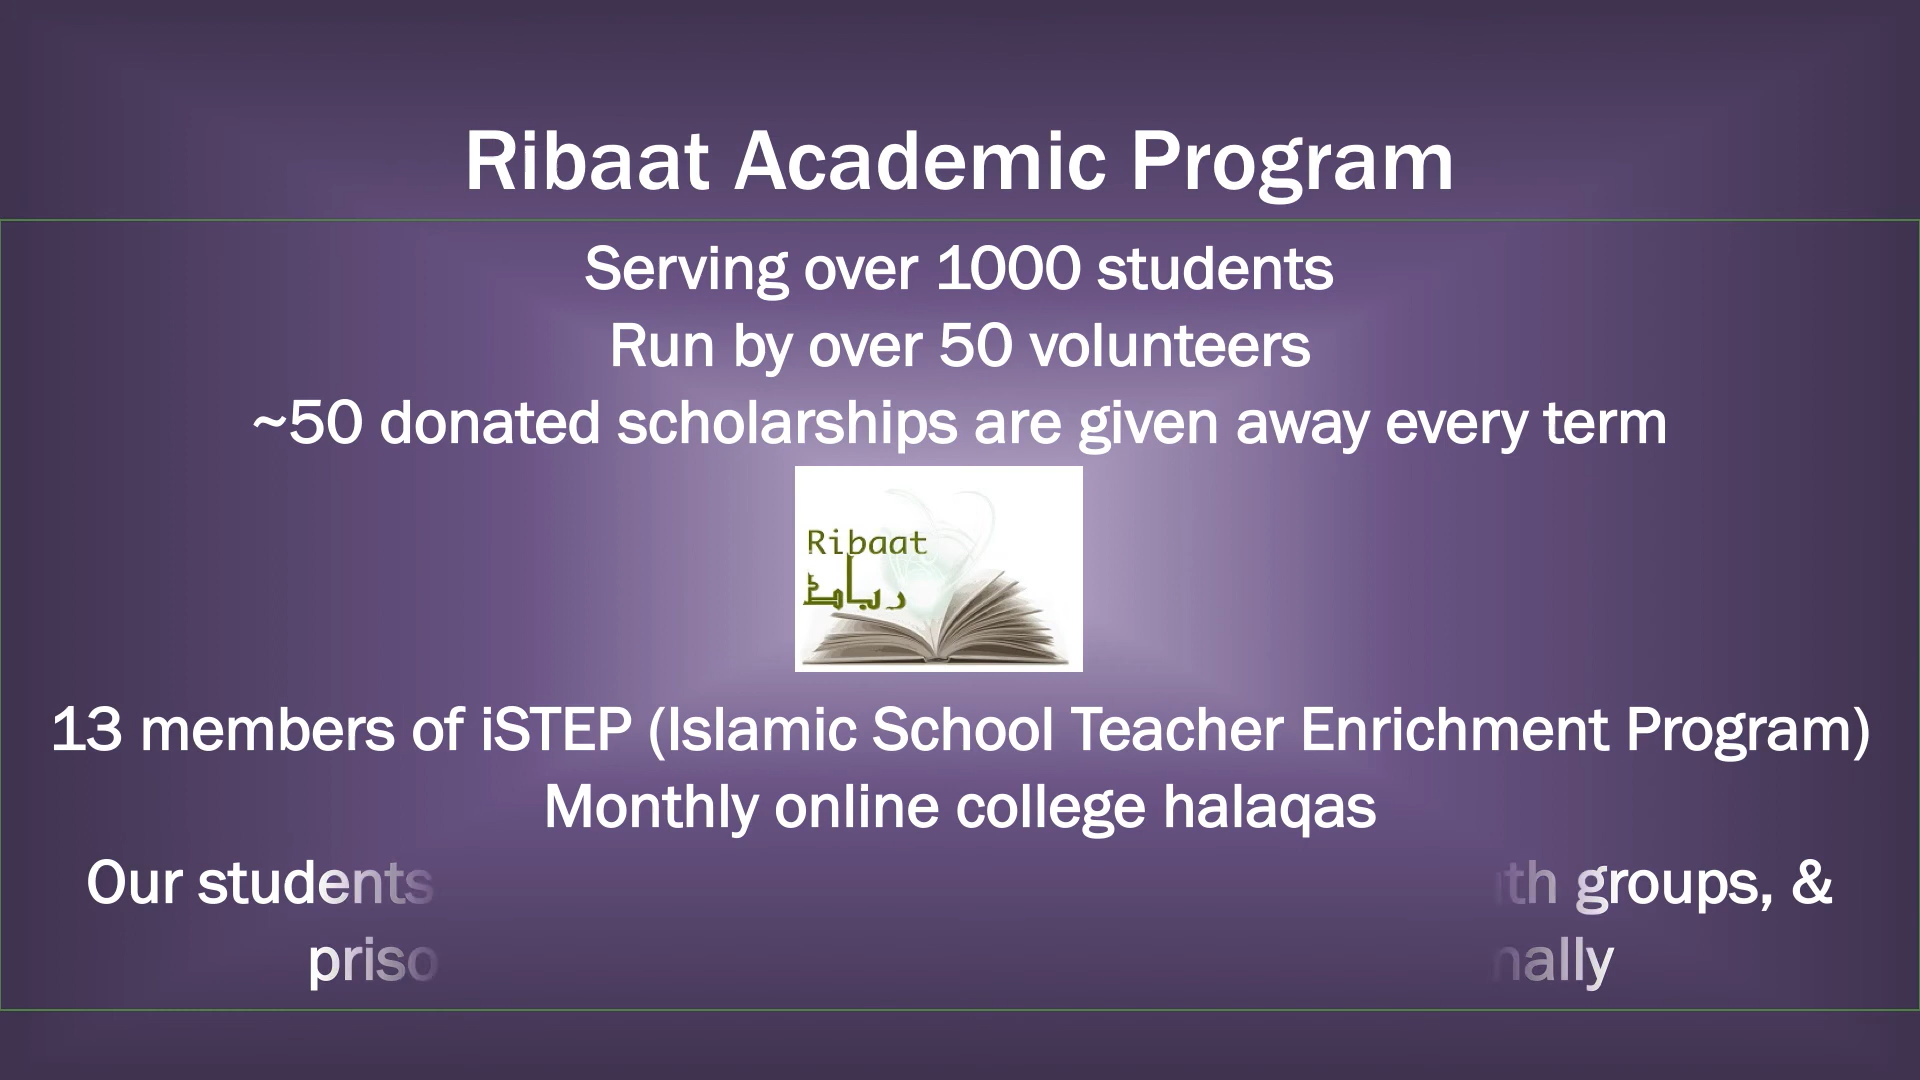 Ribaat Academic Program
Serving over 1000 students
Run by over 50 volunteers
~50 donated scholarships are given away every term
Ribaat
رباط
13 members of iSTEP (Islamic School Teacher Enrichment Program)
Monthly online college halaqas
Our students groups, &